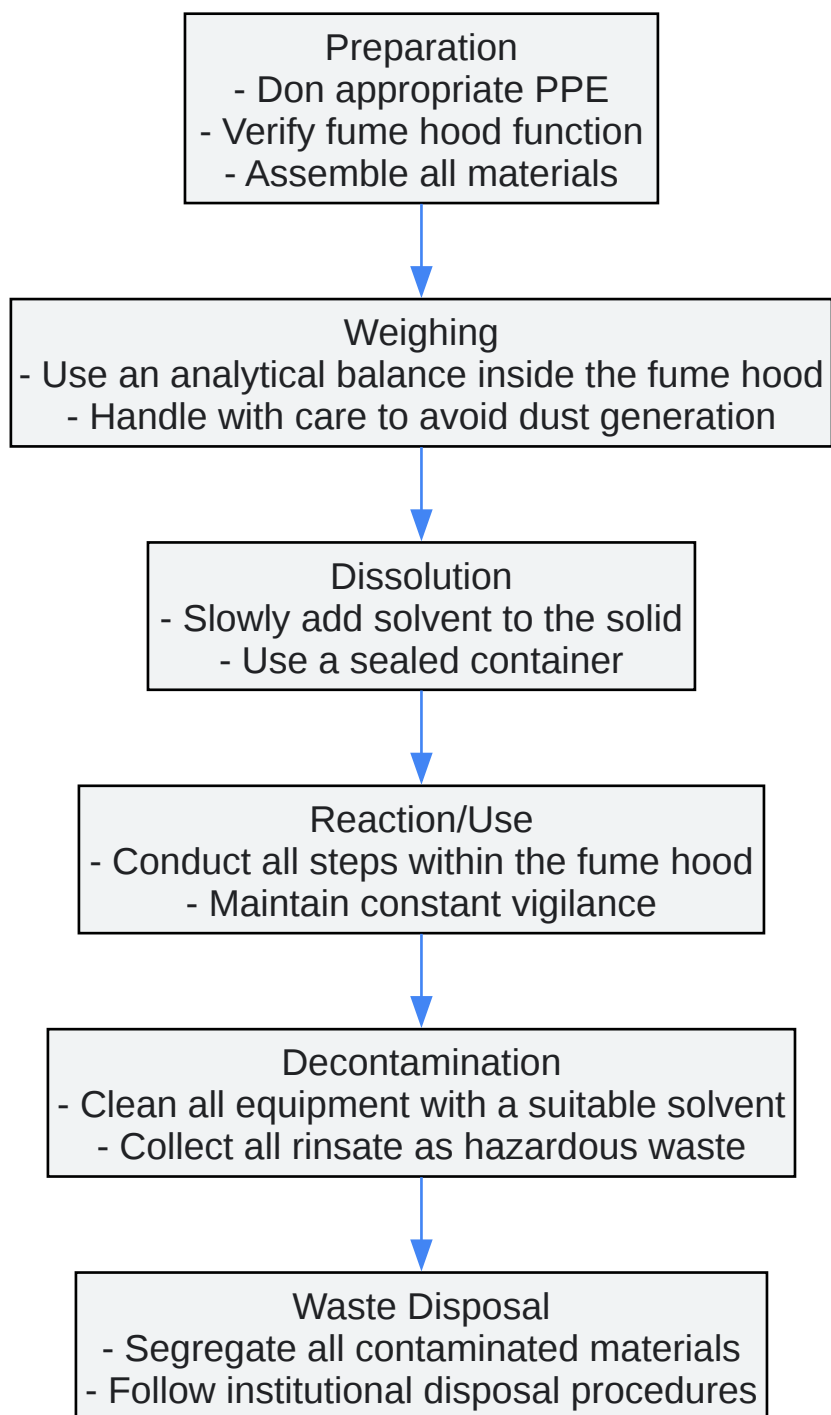 Preparation
- Don appropriate PPE
- Verify fume hood function
- Assemble all materials
Weighing
- Use an analytical balance inside the fume hood
- Handle with care to avoid dust generation
Dissolution
- Slowly add solvent to the solid
- Use a sealed container
Reaction/Use
- Conduct all steps within the fume hood
- Maintain constant vigilance
Decontamination
- Clean all equipment with a suitable solvent
- Collect all rinsate as hazardous waste
Waste Disposal
- Segregate all contaminated materials
- Follow institutional disposal procedures